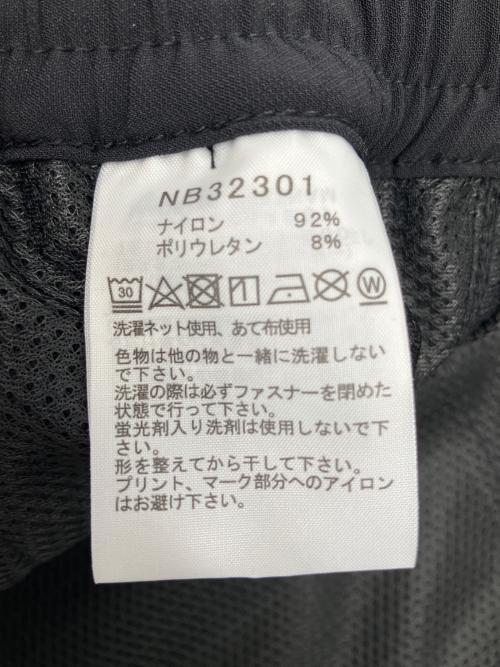 NB32301
ナイロン 92%
ポリウレタン 8%
30 W
洗濯ネット使用、あて布使用
色物は他の物と一緒に洗濯しない
で下さい。
洗濯の際は必ずファスナーを閉めた
状態で行って下さい。
蛍光剤入り洗剤は使用しないで下
さい。
形を整えてから干して下さい。
プリント、マーク部分へのアイロン
はお避け下さい。